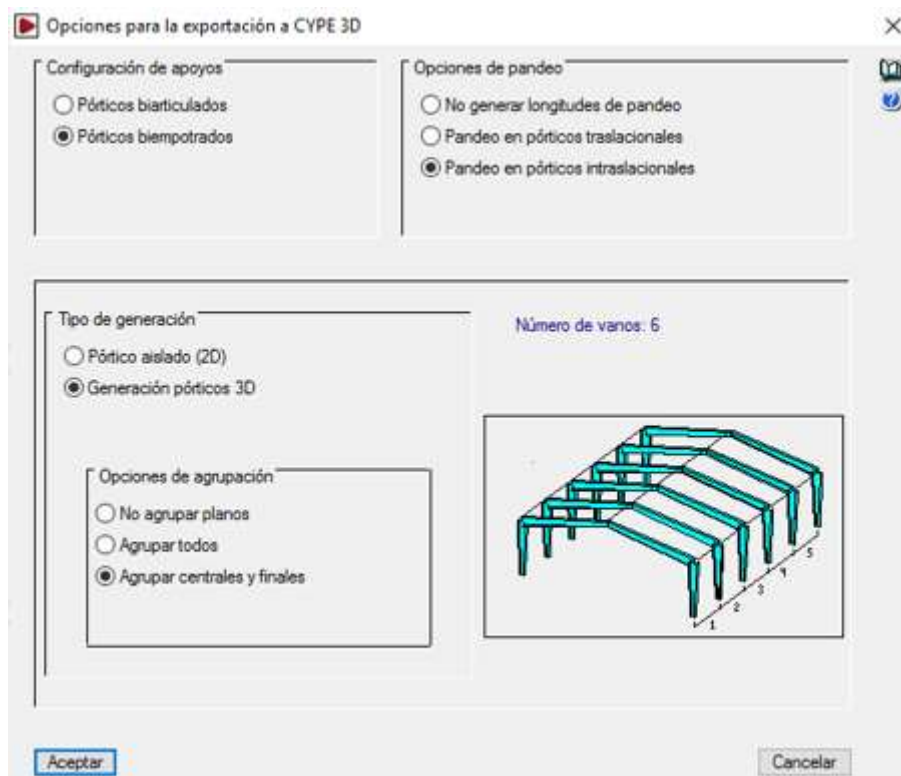 Opciones para la exportación a CYPE 3D
Configuración de apoyos
Pórticos biarticulados
Pórticos biempotrados
Opciones de pandeo
No generar longitudes de pandeo
Pandeo en pórticos traslacionales
Pandeo en pórticos intraslacionales
Tipo de generación
Pórtico aislado (2D)
Generación pórticos 3D
Opciones de agrupación
No agrupar planos
Agrupar todos
Agrupar centrales y finales
Número de vanos: 6
1
2
3
4
5
Aceptar
Cancelar